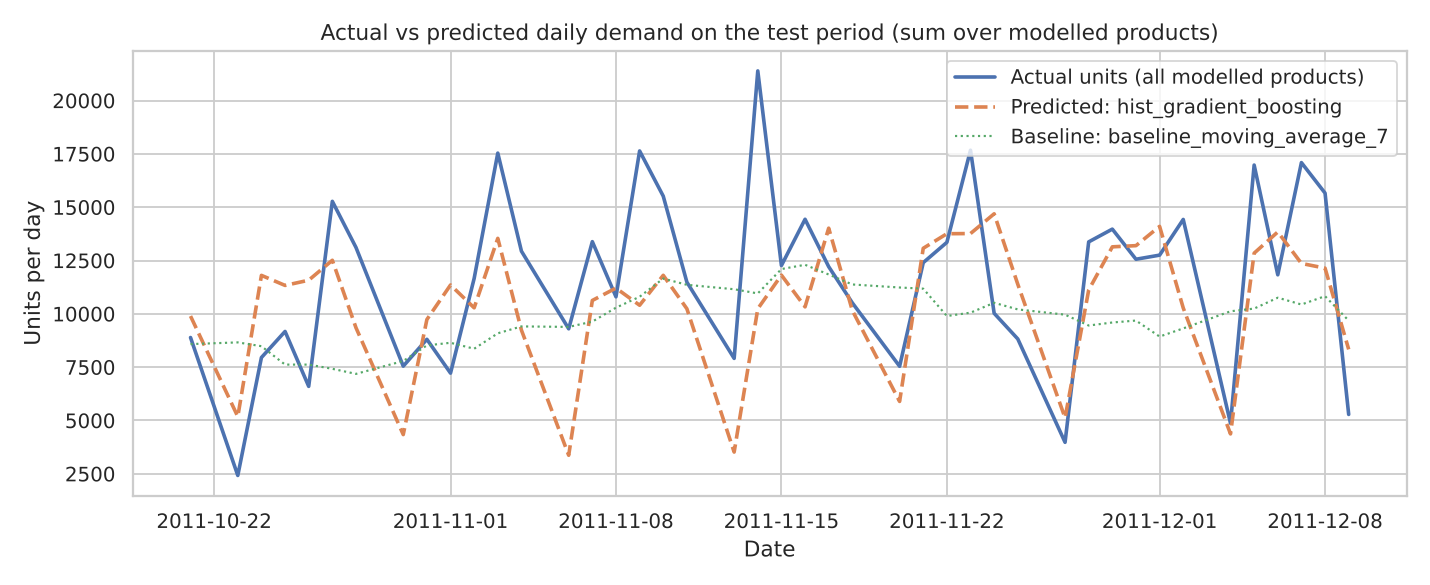 Actual vs predicted daily demand on the test period (sum over modelled products)
Actual units (all modelled products)
Predicted: hist_gradient_boosting
Baseline: baseline_moving_average_7
Units per day
20000
17500
15000
12500
10000
7500
5000
2500
2011-10-22
2011-11-01
2011-11-08
2011-11-15
2011-11-22
2011-12-01
2011-12-08
Date